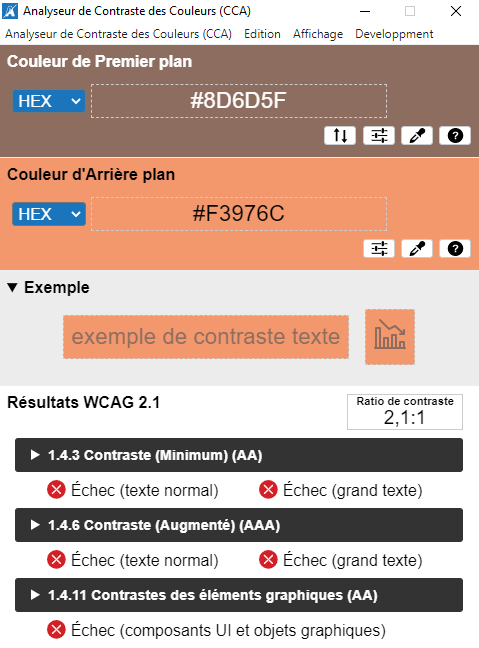 Analyseur de Contraste des Couleurs (CCA)
Analyseur de Contraste des Couleurs (CCA) Edition Affichage Developpment
Couleur de Premier plan
HEX #8D6D5F
?
Couleur d'Arrière plan
HEX #F3976C
?
▼ Exemple
exemple de contraste texte
Résultats WCAG 2.1
Ratio de contraste
2,1:1
▶ 1.4.3 Contraste (Minimum) (AA)
Échec (texte normal) Échec (grand texte)
▶ 1.4.6 Contraste (Augmenté) (AAA)
Échec (texte normal) Échec (grand texte)
▶ 1.4.11 Contrastes des éléments graphiques (AA)
Échec (composants UI et objets graphiques)